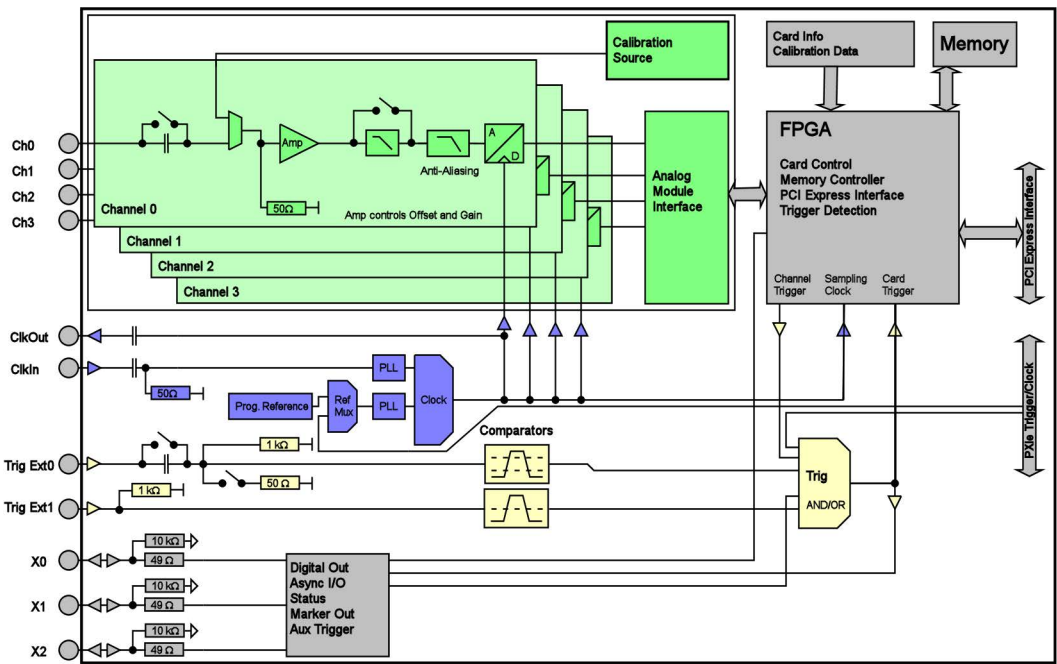 Calibration
Source
Card Info
Calibration Data
Memory
Ch0
Ch1
Ch2
Ch3
Amp
A
D
Anti-Aliasing
50Ω
Amp controls Offset and Gain
Channel 0
Channel 1
Channel 2
Channel 3
Analog
Module
Interface
FPGA
Card Control
Memory Controller
PCI Express Interface
Trigger Detection
Channel
Trigger
Sampling
Clock
Card
Trigger
PCI Express Interface
PXIe Trigger/Clock
ClkOut
ClkIn
50Ω
PLL
Prog. Reference
Ref
Mux
PLL
Clock
Comparators
Trig Ext0
1 kΩ
50 Ω
Trig Ext1
1 kΩ
Trig
AND/OR
X0
10 kΩ
49 Ω
X1
10 kΩ
49 Ω
X2
10 kΩ
49 Ω
Digital Out
Async I/O
Status
Marker Out
Aux Trigger